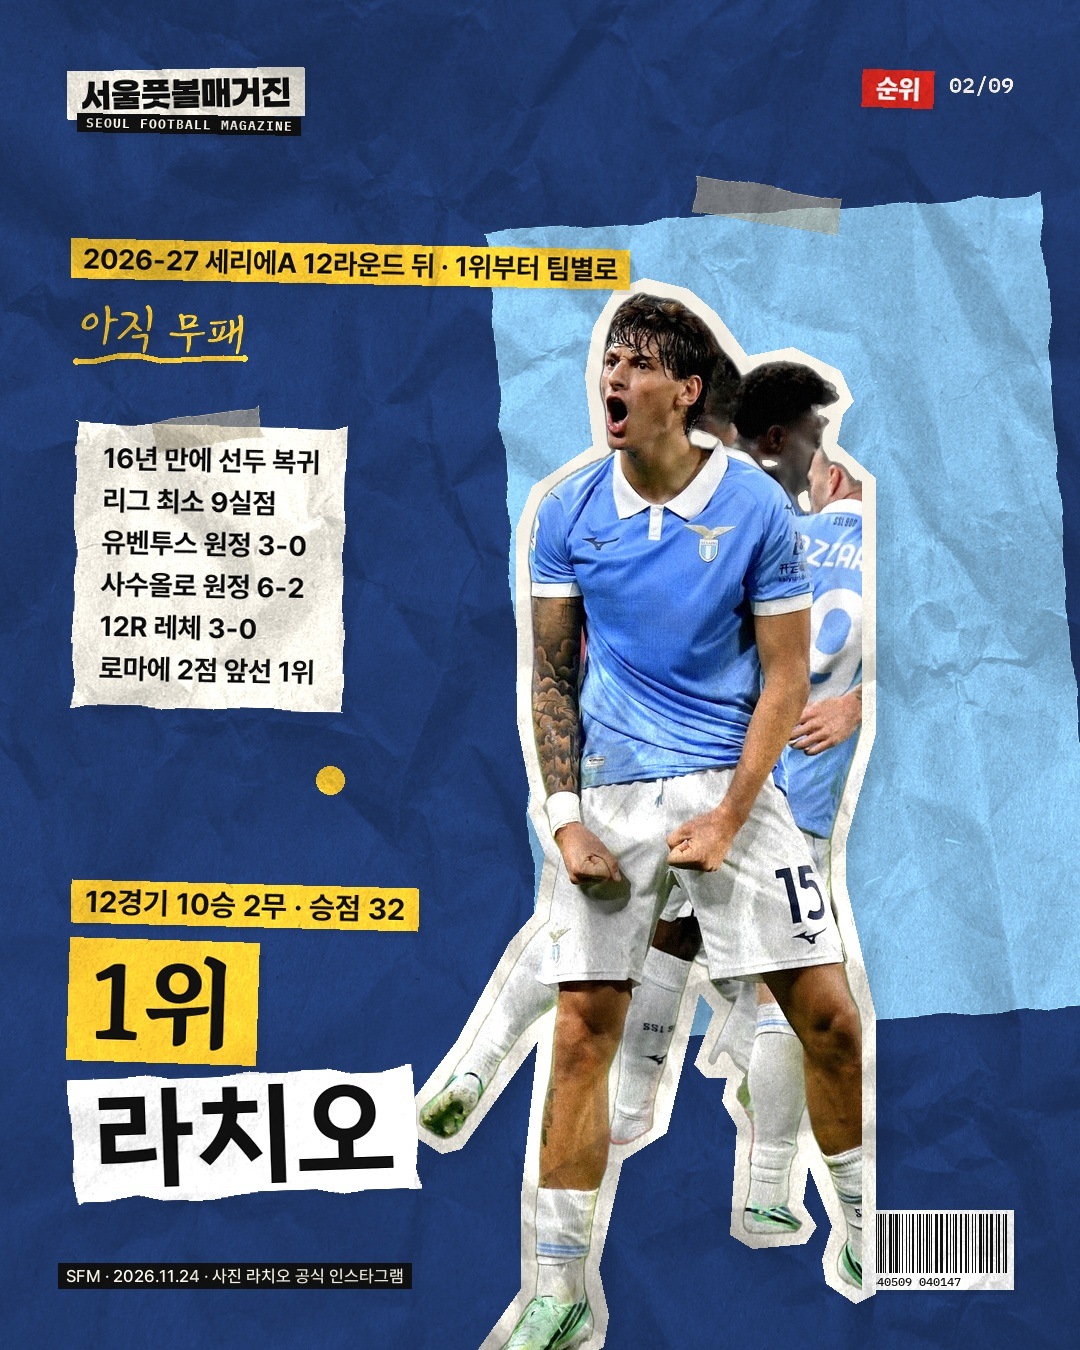 서울풋볼매거진
SEOUL FOOTBALL MAGAZINE
순위 02/09
2026-27 세리에A 12라운드 뒤 · 1위부터 팀별로
아직 무패
16년 만에 선두 복귀
리그 최소 9실점
유벤투스 원정 3-0
사수올로 원정 6-2
12R 레체 3-0
로마에 2점 앞선 1위
15
12경기 10승 2무 · 승점 32
1위
라치오
SFM · 2026.11.24 · 사진 라치오 공식 인스타그램
40509 040147